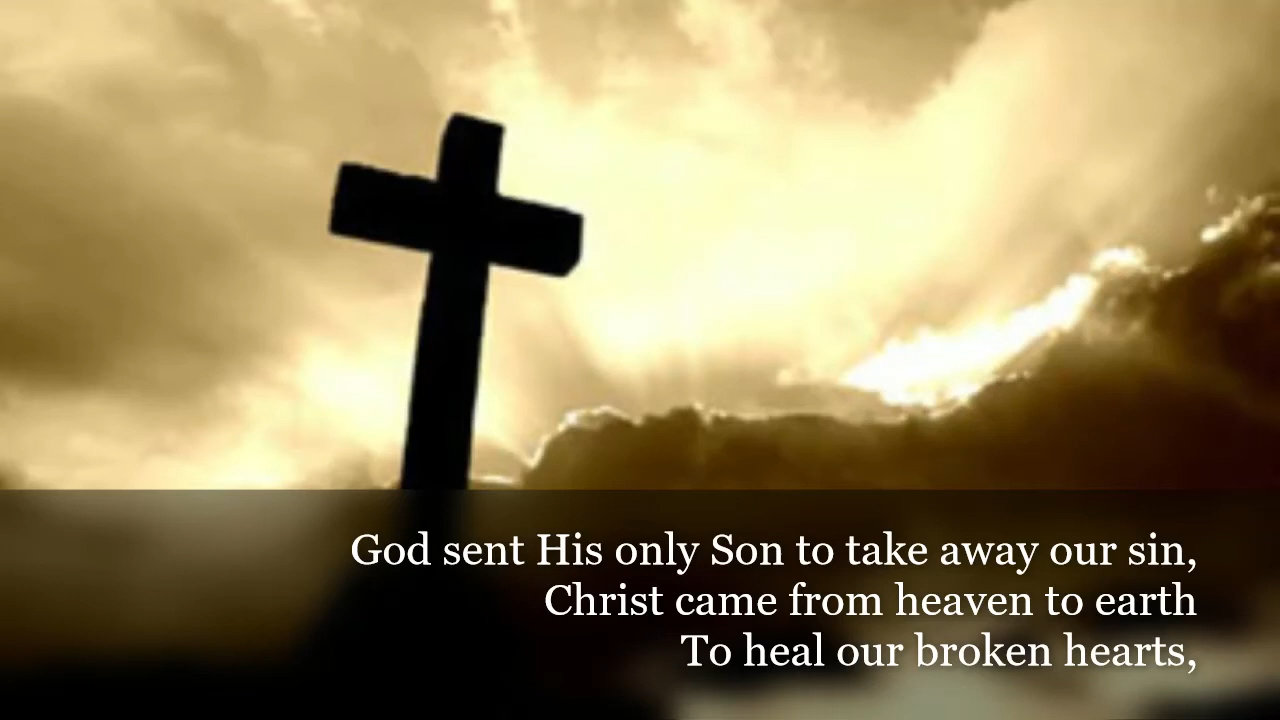 God sent His only Son to take away our sin,
Christ came from heaven to earth
To heal our broken hearts,